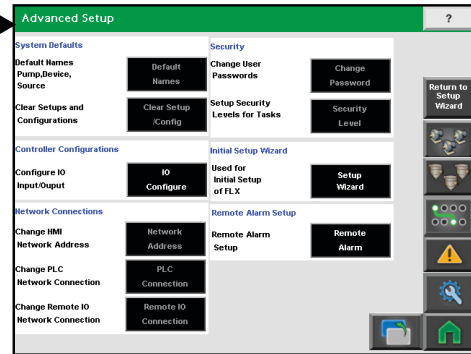 Advanced Setup
?
System Defaults
Default Names
Pump,Device,
Source
Default
Names
Clear Setups and
Configurations
Clear Setup
/Config
Security
Change User
Passwords
Change
Password
Setup Security
Levels for Tasks
Security
Level
Return to
Setup
Wizard
Controller Configurations
Configure IO
Input/Ouput
IO
Configure
Initial Setup Wizard
Used for
Initial Setup
of FLX
Setup
Wizard
Network Connections
Change HMI
Network Address
Network
Address
Change PLC
Network Connection
PLC
Connection
Change Remote IO
Network Connection
Remote IO
Connection
Remote Alarm Setup
Remote Alarm
Setup
Remote
Alarm